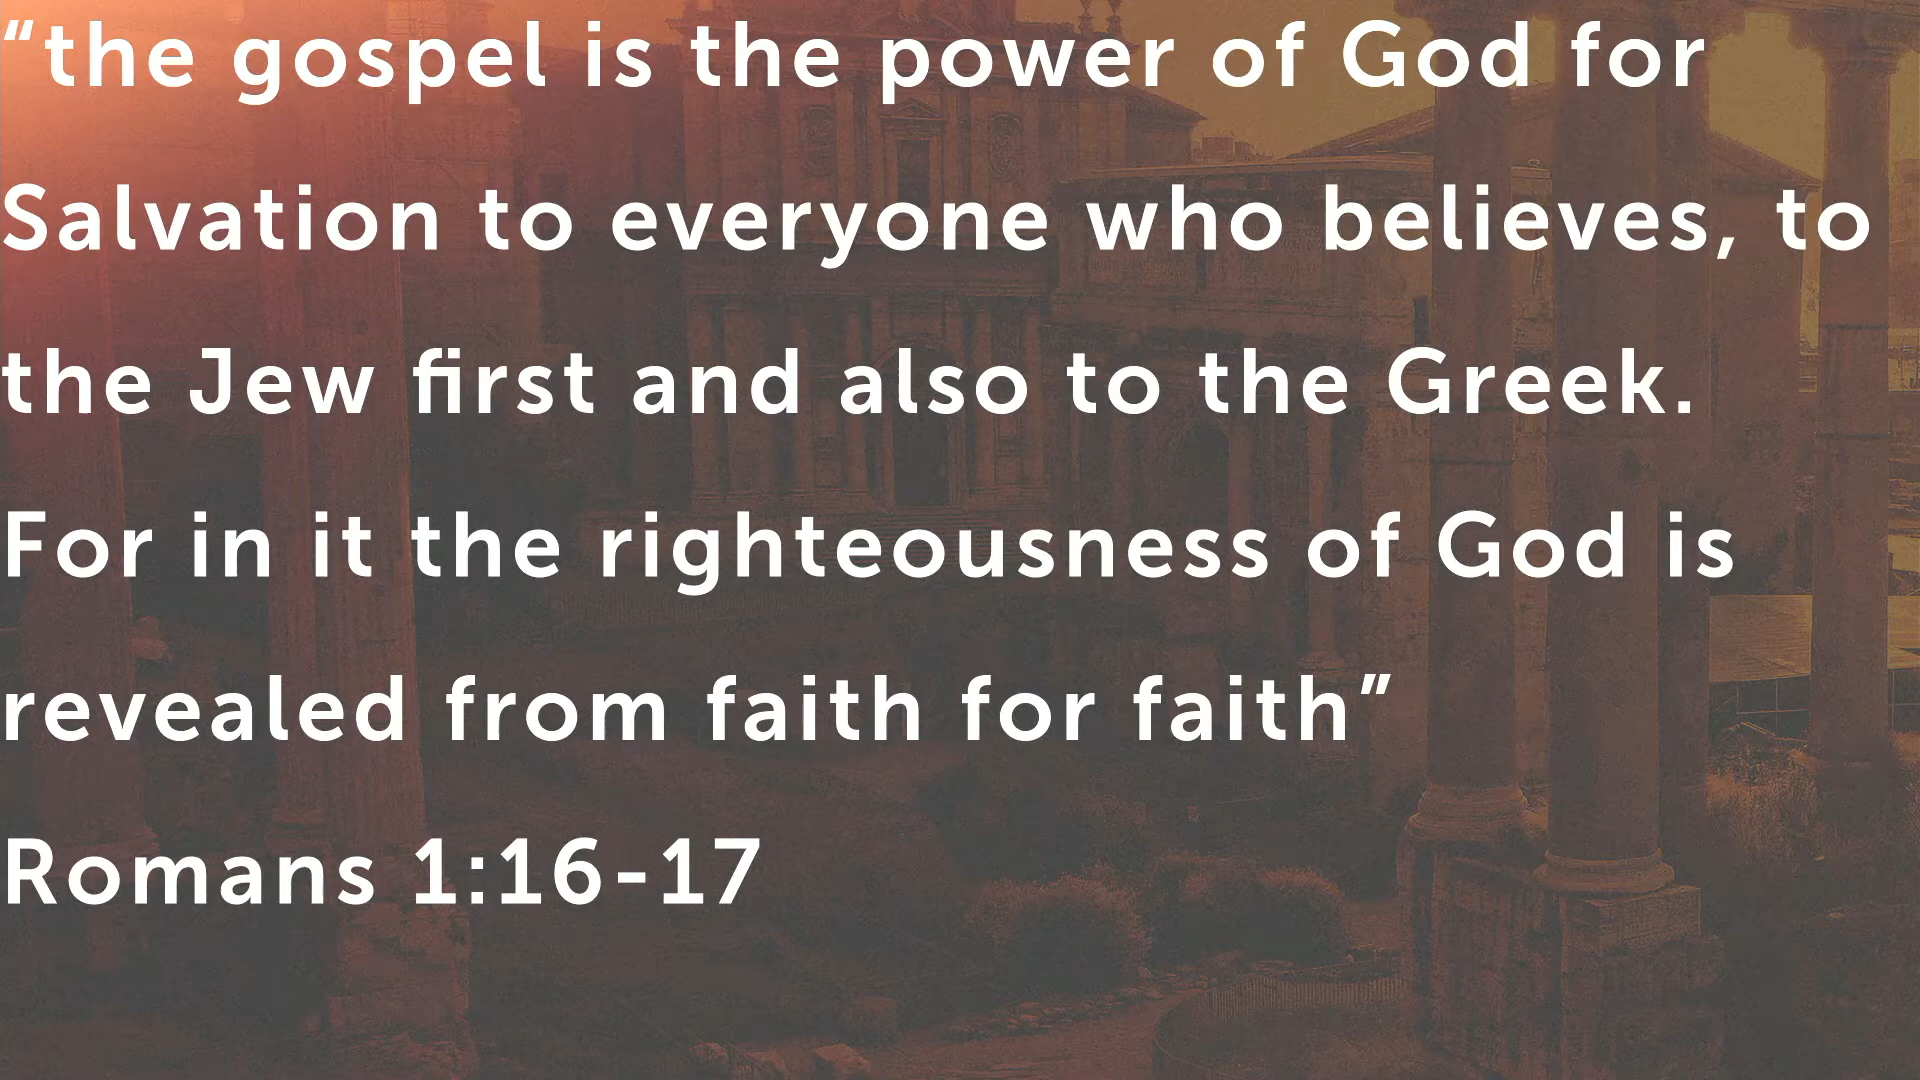 “the gospel is the power of God for
Salvation to everyone who believes, to
the Jew first and also to the Greek.
For in it the righteousness of God is
revealed from faith for faith”
Romans 1:16-17